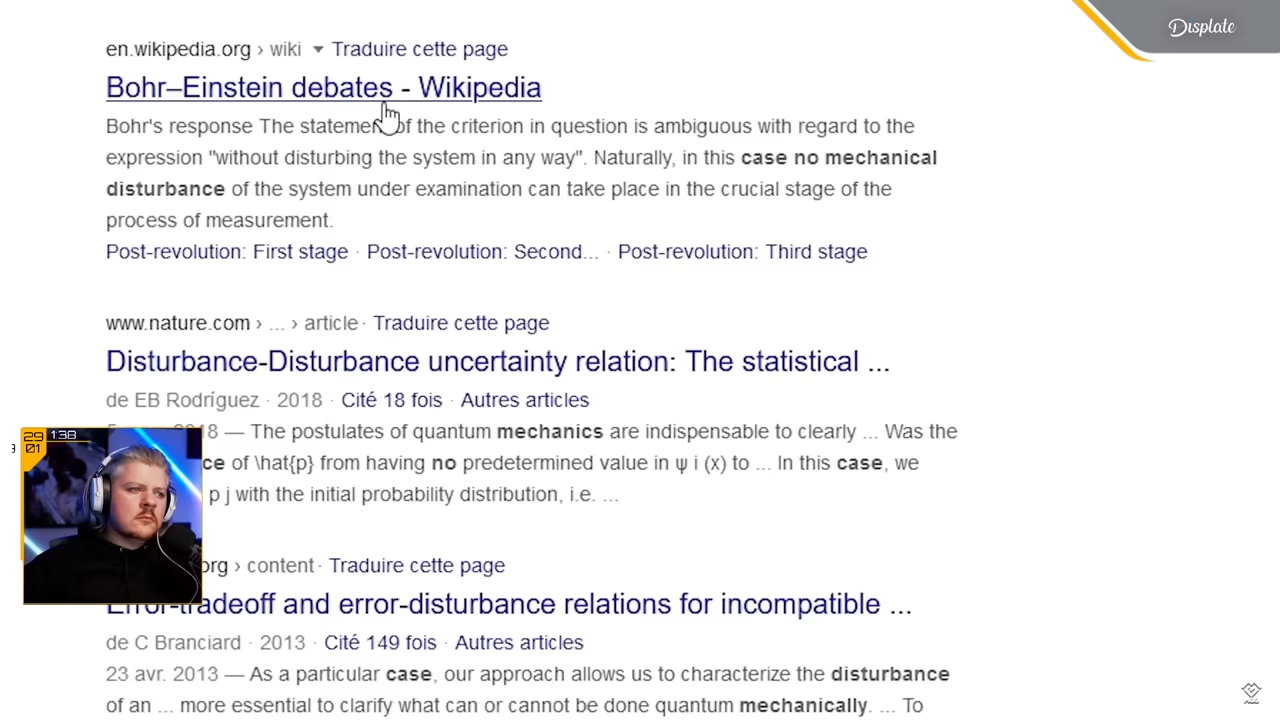 Displate
en.wikipedia.org › wiki ▼ Traduire cette page
Bohr–Einstein debates - Wikipedia
Bohr's response The statement of the criterion in question is ambiguous with regard to the
expression "without disturbing the system in any way". Naturally, in this case no mechanical
disturbance of the system under examination can take place in the crucial stage of the
process of measurement.
Post-revolution: First stage · Post-revolution: Second... · Post-revolution: Third stage
www.nature.com › ... › article · Traduire cette page
Disturbance-Disturbance uncertainty relation: The statistical ...
de EB Rodríguez · 2018 · Cité 18 fois · Autres articles
18 — The postulates of quantum mechanics are indispensable to clearly ... Was the
ce of \hat{p} from having no predetermined value in ψ i (x) to ... In this case, we
p j with the initial probability distribution, i.e. ...
29 1:38
01
org › content · Traduire cette page
Error-tradeoff and error-disturbance relations for incompatible ...
de C Branciard · 2013 · Cité 149 fois · Autres articles
23 avr. 2013 — As a particular case, our approach allows us to characterize the disturbance
of an ... more essential to clarify what can or cannot be done quantum mechanically. ... To